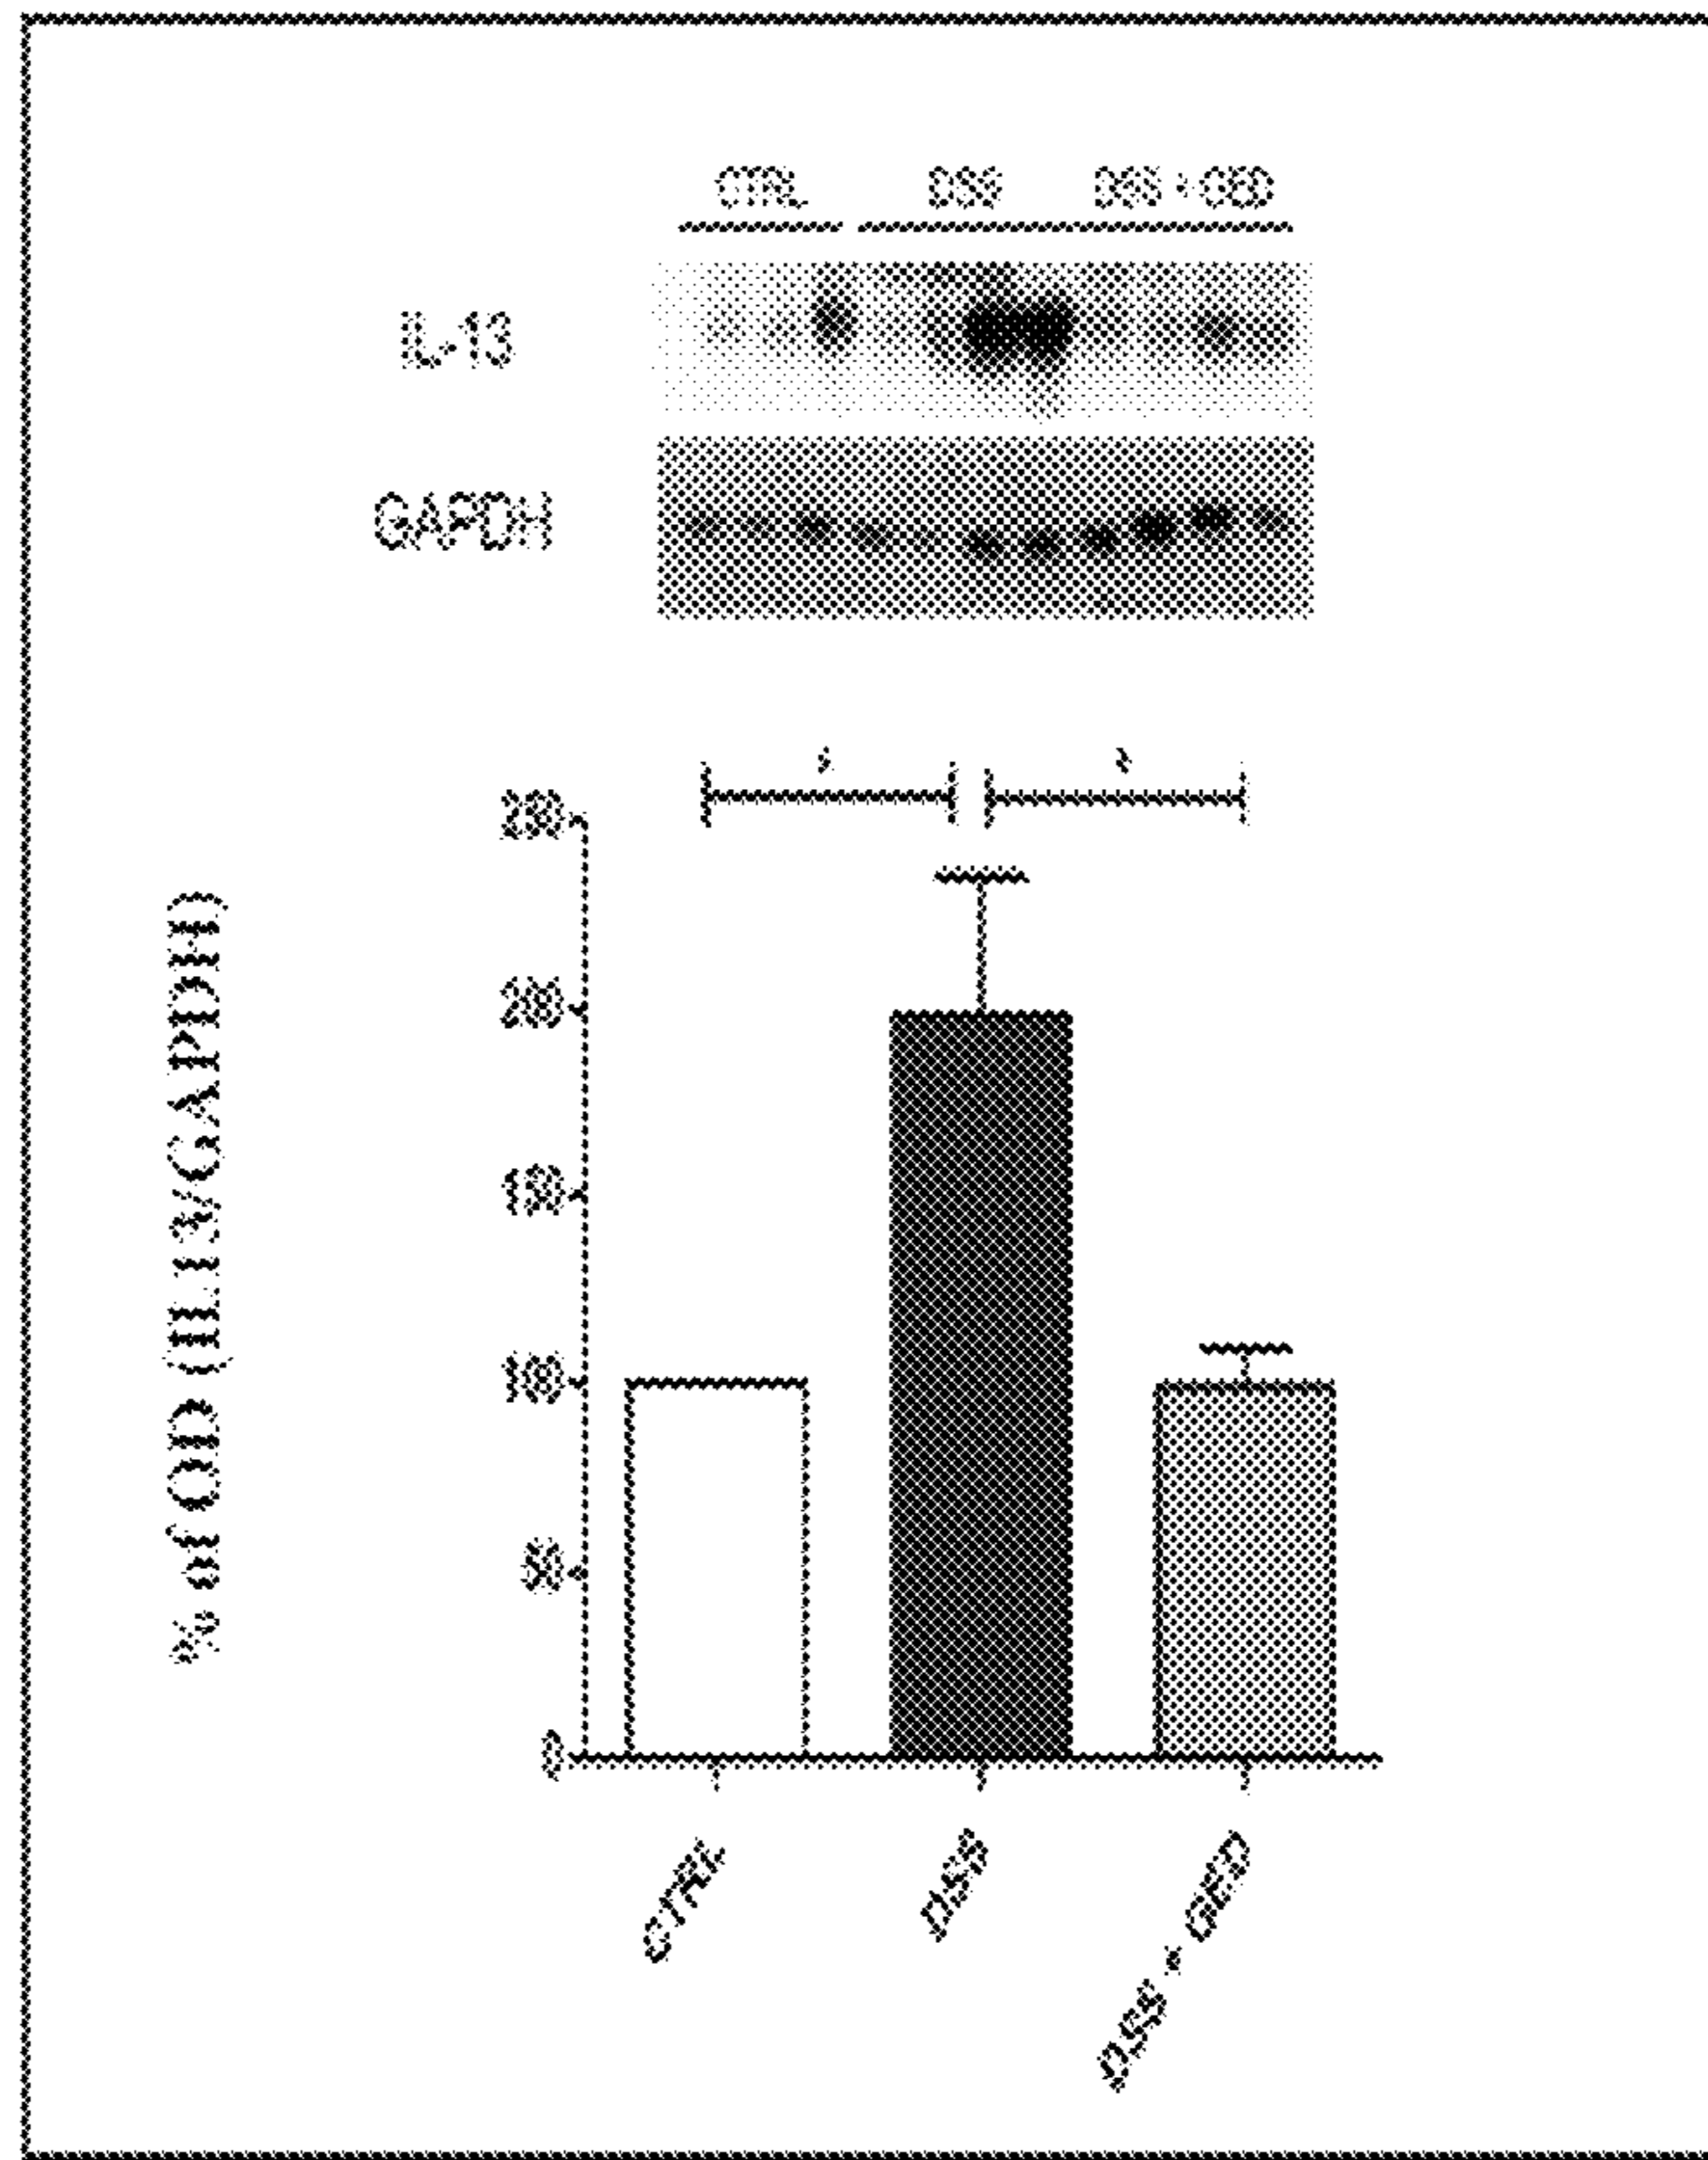 CTRL DSS DSS + GED
IL-13
GAPDH
% of OD (IL13/GAPDH)
250
200
150
100
50
0
CTRL
DSS
DSS + GED